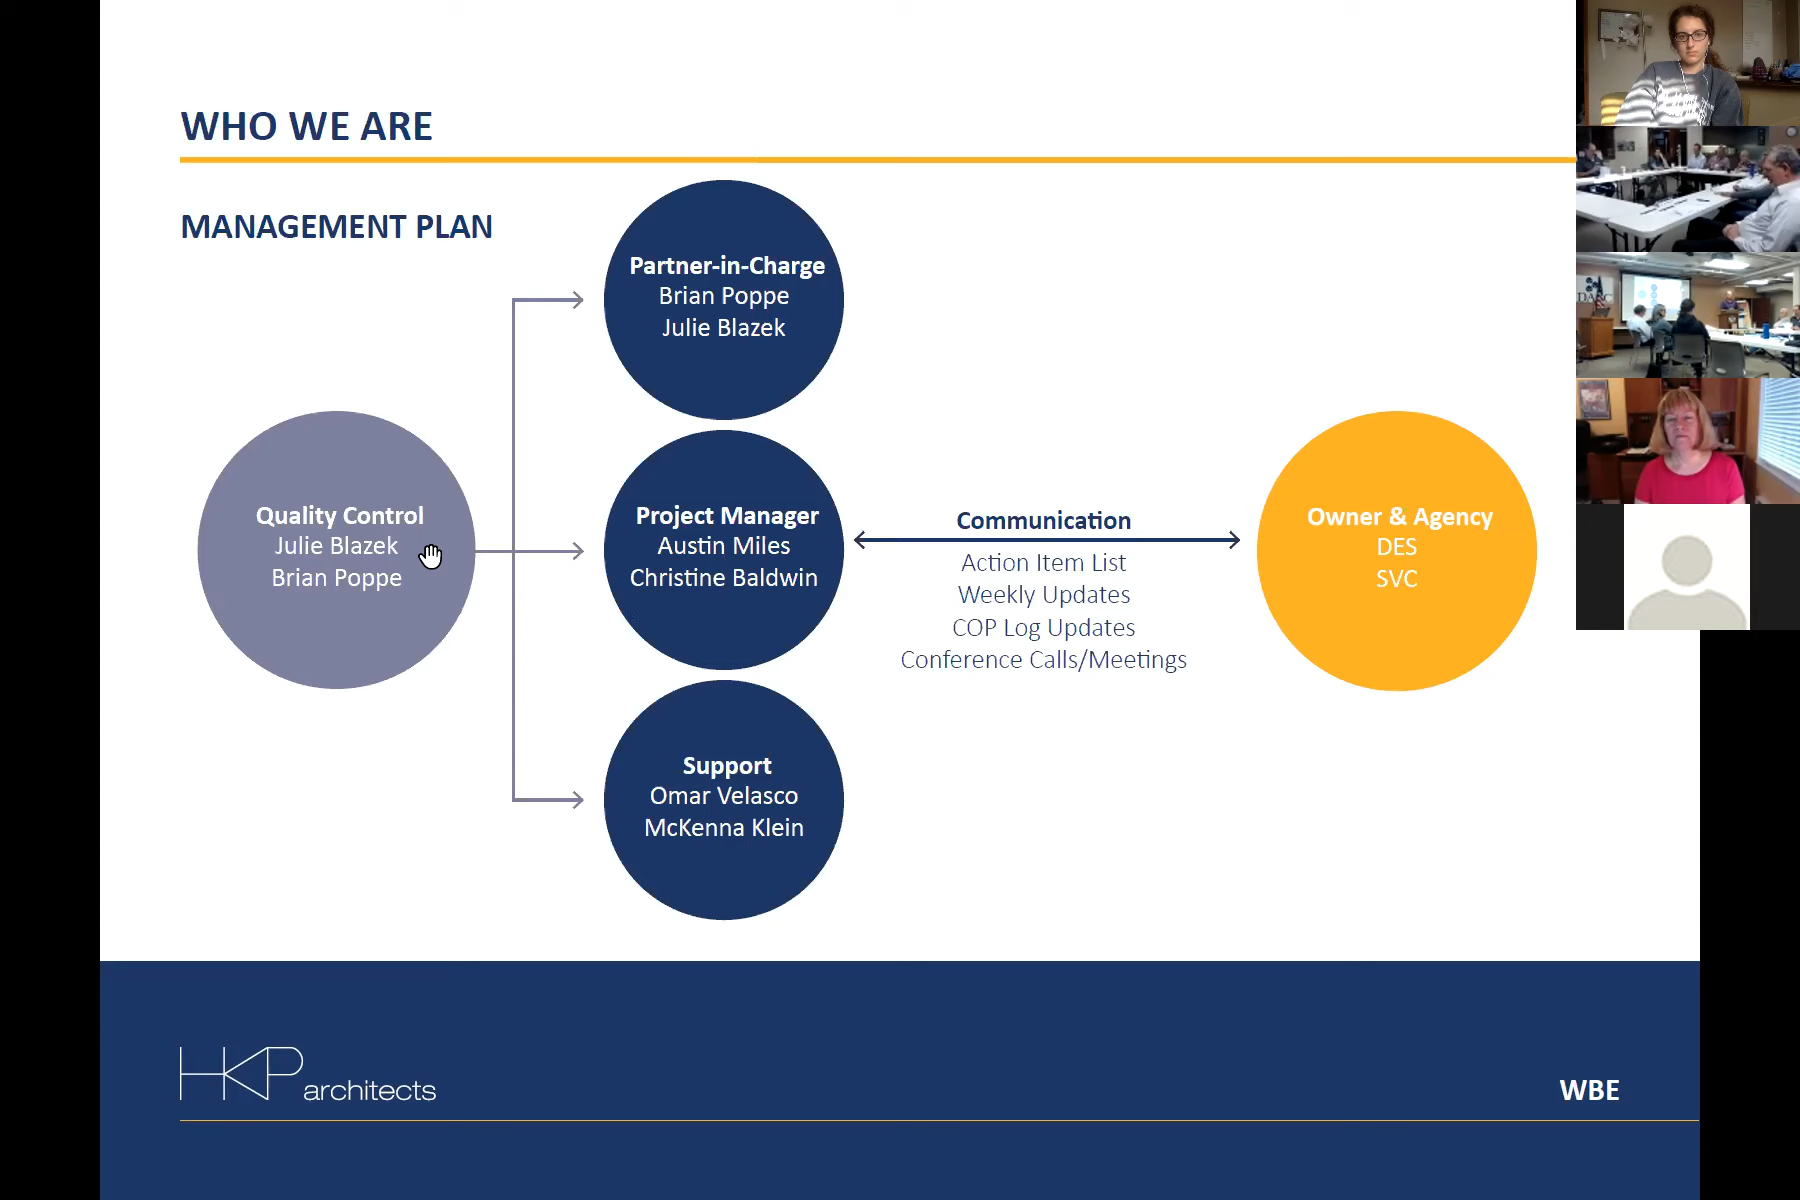 WHO WE ARE
MANAGEMENT PLAN
Partner-in-Charge
Brian Poppe
Julie Blazek
Quality Control
Julie Blazek
Brian Poppe
Project Manager
Austin Miles
Christine Baldwin
Communication
Action Item List
Weekly Updates
COP Log Updates
Conference Calls/Meetings
Owner & Agency
DES
SVC
Support
Omar Velasco
McKenna Klein
HKP architects
WBE